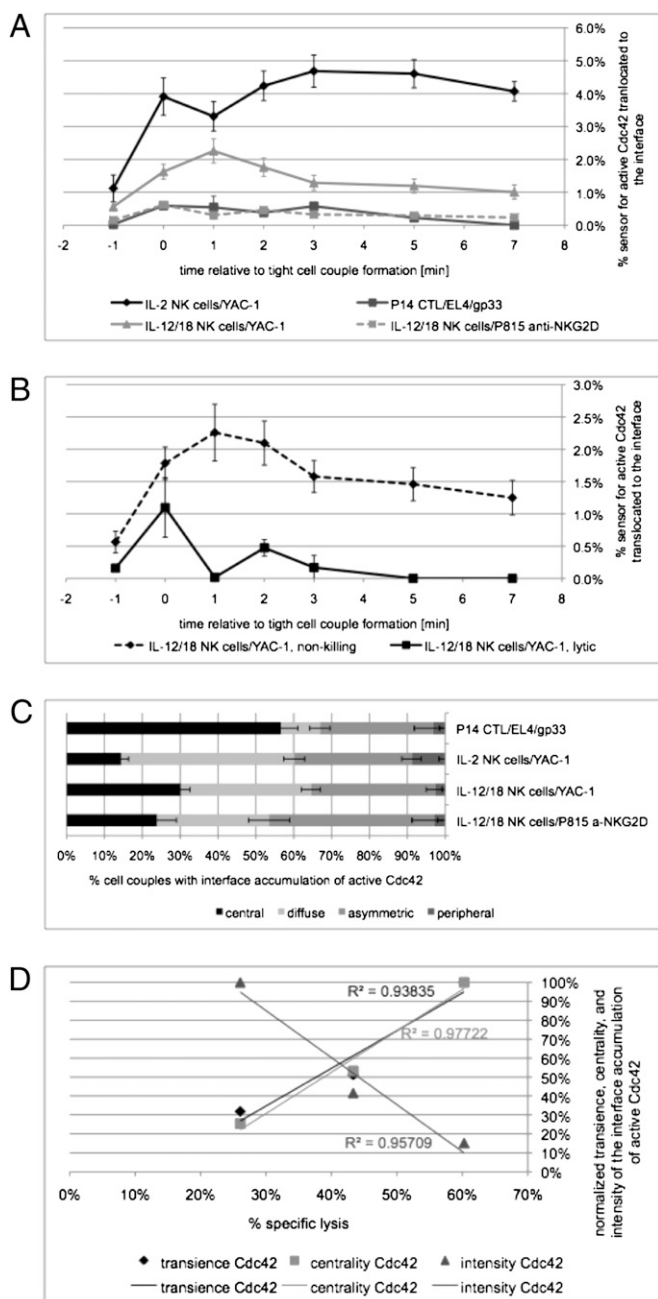 A
6.0%
5.0%
4.0%
3.0%
2.0%
1.0%
0.0%
% sensor for active Cdc42 tranlocated to
the interface
-2 -1 0 1 2 3 4 5 6 7 8
time relative to tight cell couple formation [min]
IL-2 NK cells/YAC-1 P14 CTL/EL4/gp33
IL-12/18 NK cells/YAC-1 IL-12/18 NK cells/P815 anti-NKG2D
B
3.0%
2.5%
2.0%
1.5%
1.0%
0.5%
0.0%
% sensor for active Cdc42
translocated to the interface
-2 -1 0 1 2 3 4 5 6 7 8
time relative to tigth cell couple formation [min]
IL-12/18 NK cells/YAC-1, non-killing IL-12/18 NK cells/YAC-1, lytic
C
P14 CTL/EL4/gp33
IL-2 NK cells/YAC-1
IL-12/18 NK cells/YAC-1
IL-12/18 NK cells/P815 a-NKG2D
0% 10% 20% 30% 40% 50% 60% 70% 80% 90% 100%
% cell couples with interface accumulation of active Cdc42
central diffuse asymmetric peripheral
D
R² = 0.93835
R² = 0.97722
R² = 0.95709
100%
90%
80%
70%
60%
50%
40%
30%
20%
10%
0%
normalized transience, centrality, and
intensity of the interface accumulation
of active Cdc42
0% 10% 20% 30% 40% 50% 60% 70%
% specific lysis
transience Cdc42 centrality Cdc42 intensity Cdc42
transience Cdc42 centrality Cdc42 intensity Cdc42